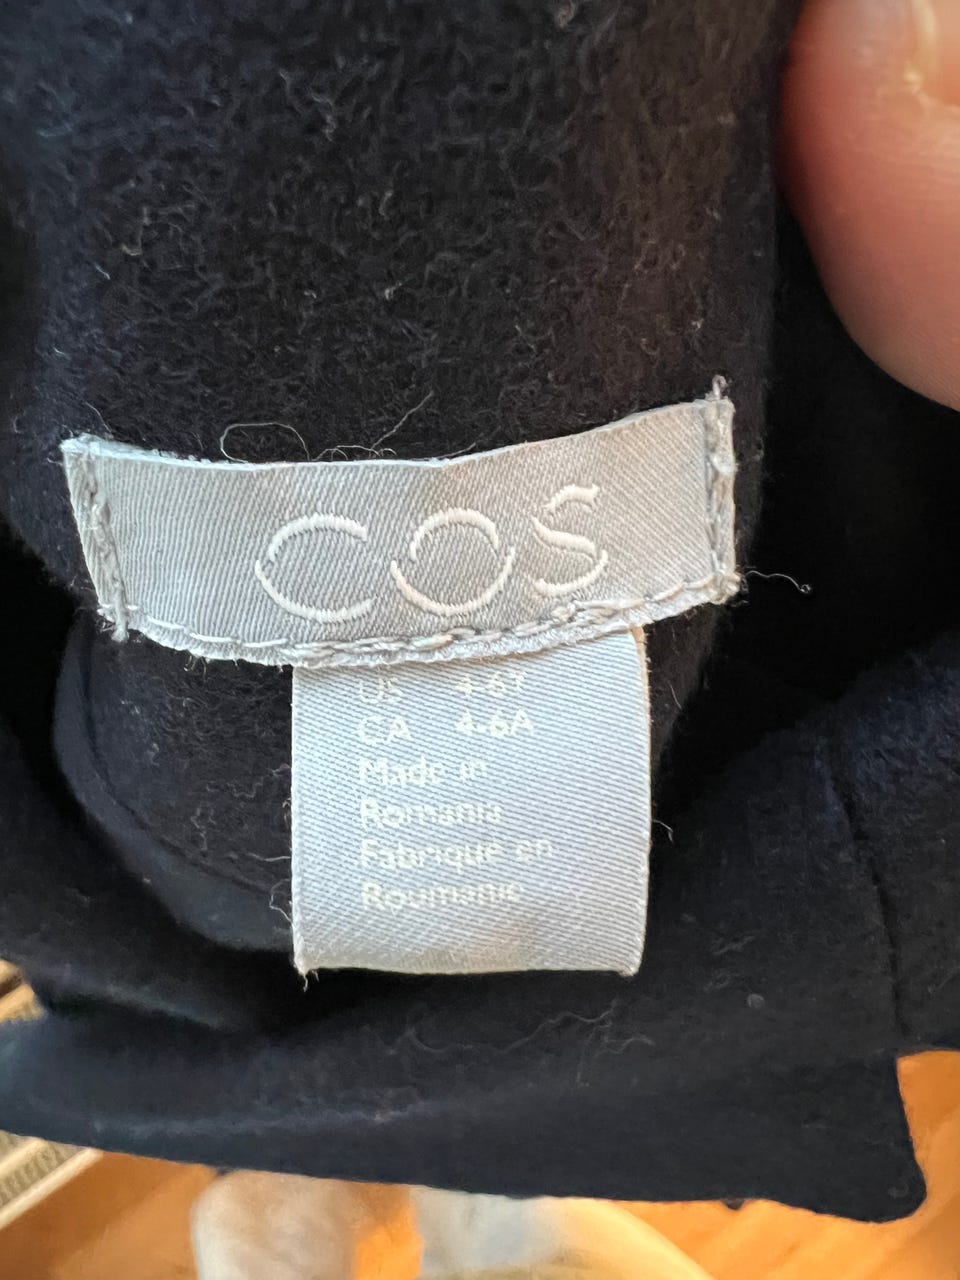 COS
US 4-6Y
CA 4-6A
Made in
Romania
Fabriqué en
Roumanie